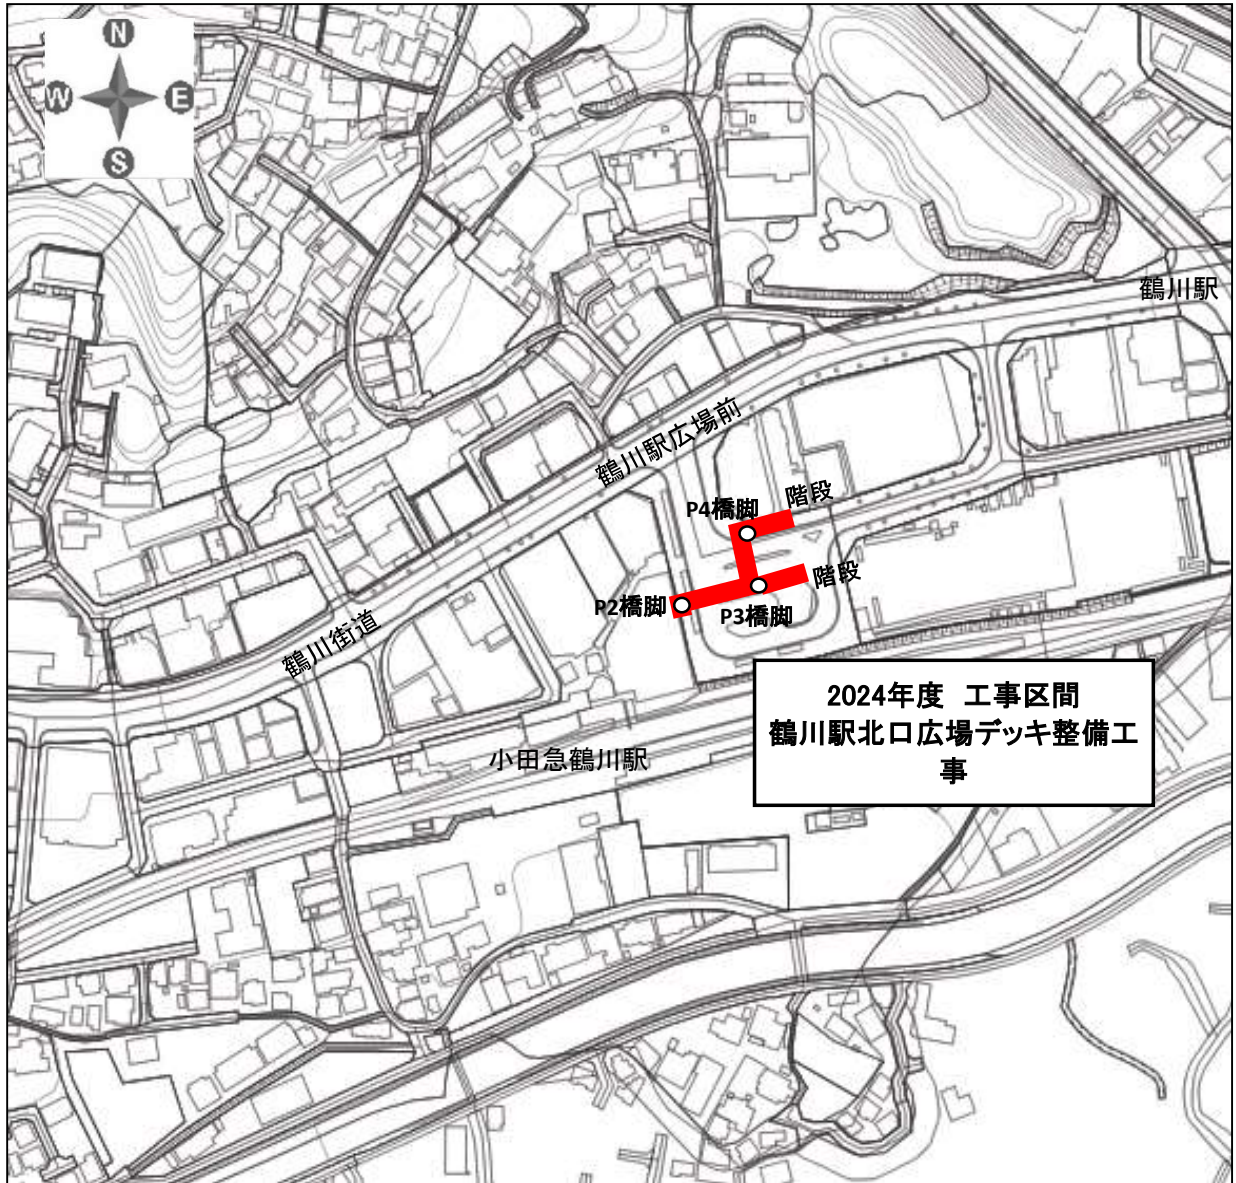 N
W
E
S
鶴川駅
鶴川駅広場前
P4橋脚
階段
階段
P2橋脚
P3橋脚
鶴川街道
2024年度 工事区間
鶴川駅北口広場デッキ整備工
事
小田急鶴川駅